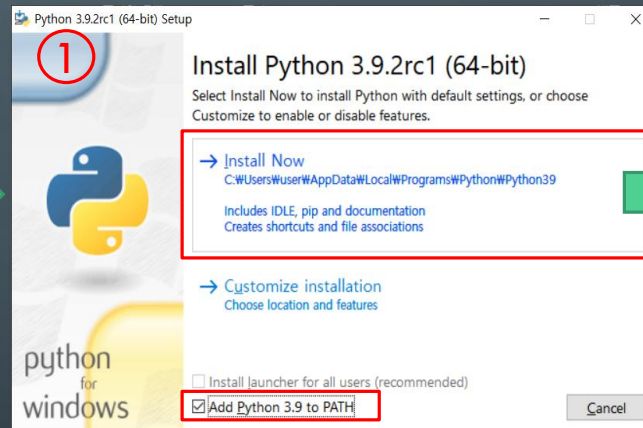 Python 3.9.2rc1 (64-bit) Setup
①
Install Python 3.9.2rc1 (64-bit)
Select Install Now to install Python with default settings, or choose
Customize to enable or disable features.
Install Now
C:₩Users₩user₩AppData₩Local₩Programs₩Python₩Python39
Includes IDLE, pip and documentation
Creates shortcuts and file associations
Customize installation
Choose location and features
python
for
windows
Install launcher for all users (recommended)
Add Python 3.9 to PATH
Cancel